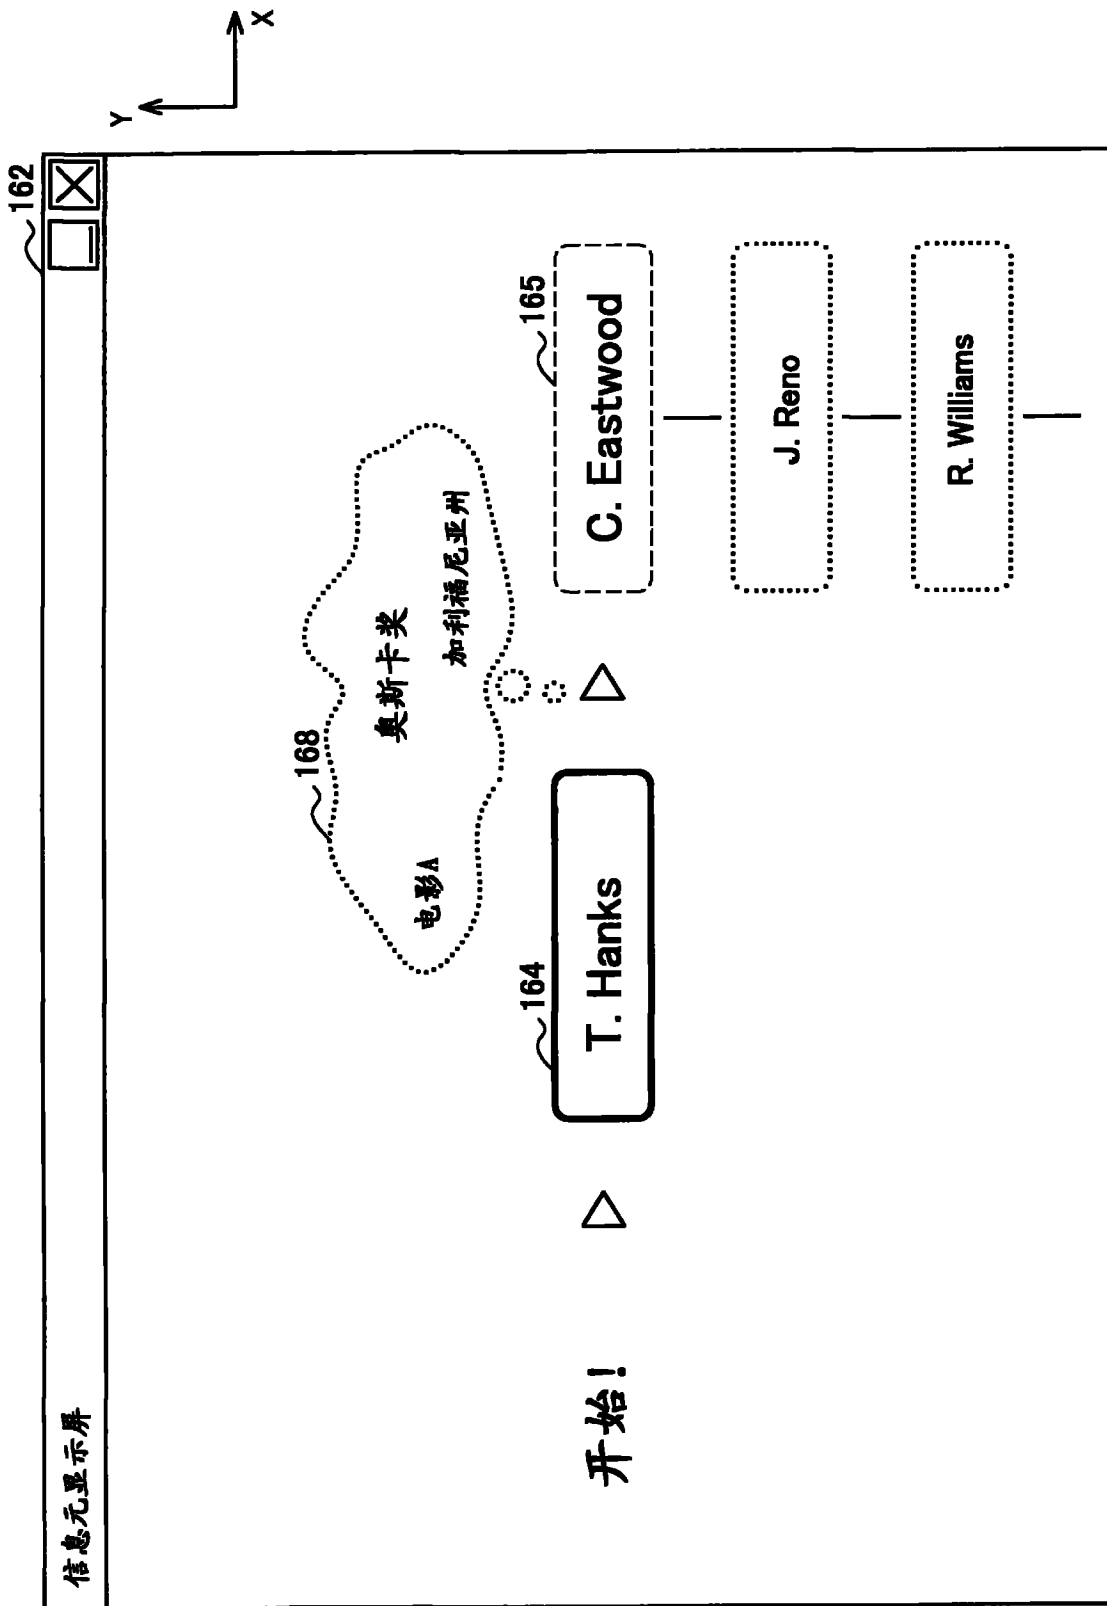 信息元显示屏
162
Y
X
168
电影A
奥斯卡奖
加利福尼亚州
164
165
开始!
T. Hanks
C. Eastwood
J. Reno
R. Williams